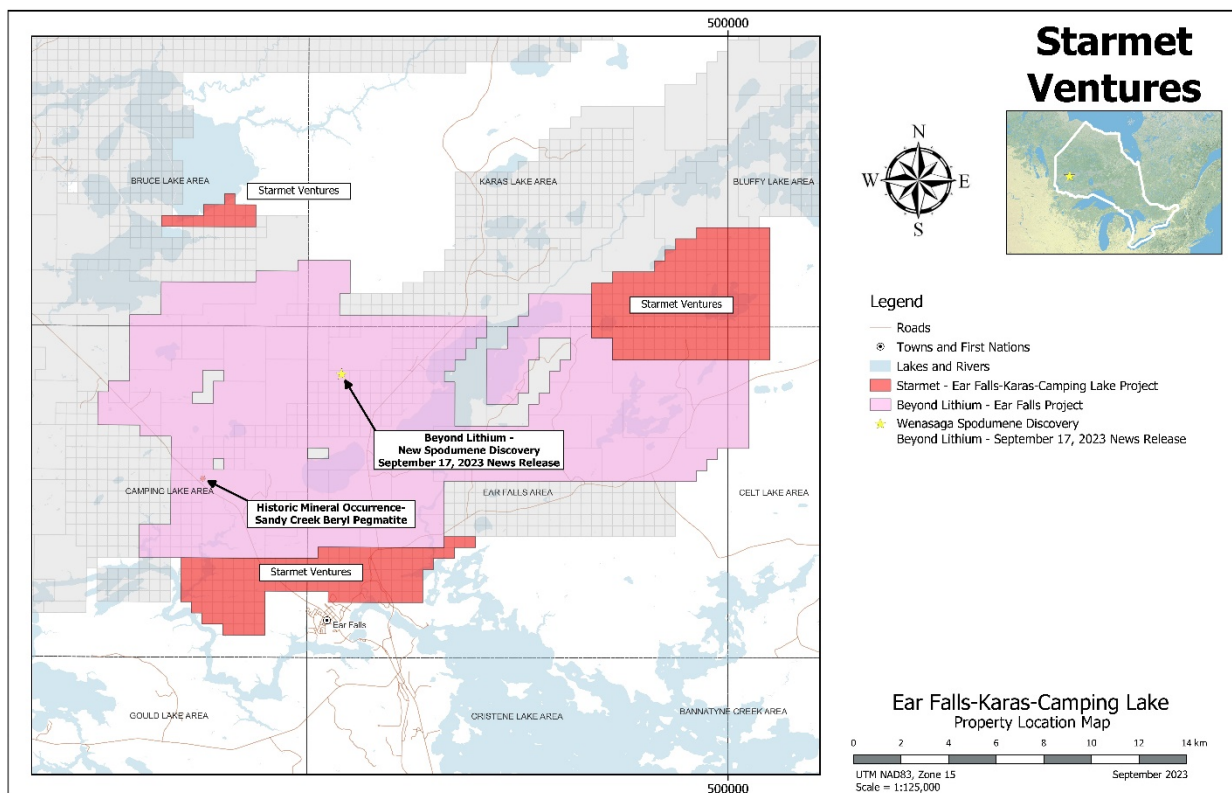 500000
Starmet
Ventures
N
W
E
S
BRUCE LAKE AREA
Starmet Ventures
KARAS LAKE AREA
BLUFFY LAKE AREA
Starmet Ventures
Legend
Roads
Towns and First Nations
Lakes and Rivers
Starmet - Ear Falls-Karas-Camping Lake Project
Beyond Lithium - Ear Falls Project
Wenasaga Spodumene Discovery
Beyond Lithium - September 17, 2023 News Release
Beyond Lithium -
New Spodumene Discovery
September 17, 2023 News Release
CAMPING LAKE AREA
EAR FALLS AREA
CELT LAKE AREA
Historic Mineral Occurrence-
Sandy Creek Beryl Pegmatite
Starmet Ventures
Ear Falls
GOULD LAKE AREA
CRISTENE LAKE AREA
BANNATYNE CREEK AREA
Ear Falls-Karas-Camping Lake
Property Location Map
0 2 4 6 8 10 12 14 km
UTM NAD83, Zone 15
September 2023
Scale = 1:125,000
500000